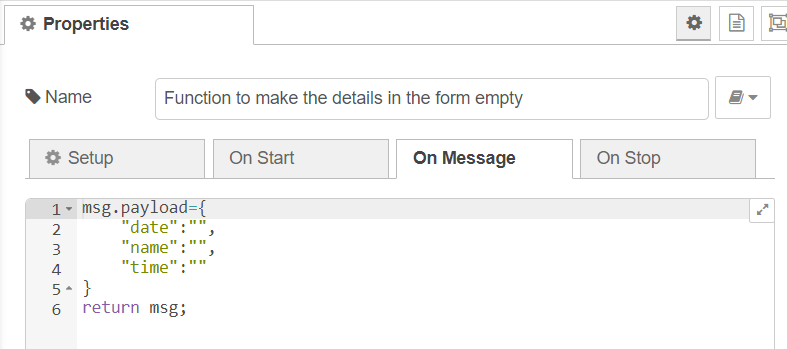 Properties
Name
Function to make the details in the form empty
Setup
On Start
On Message
On Stop
1 msg.payload={
2 "date":"",
3 "name":"",
4 "time":""
5 }
6 return msg;